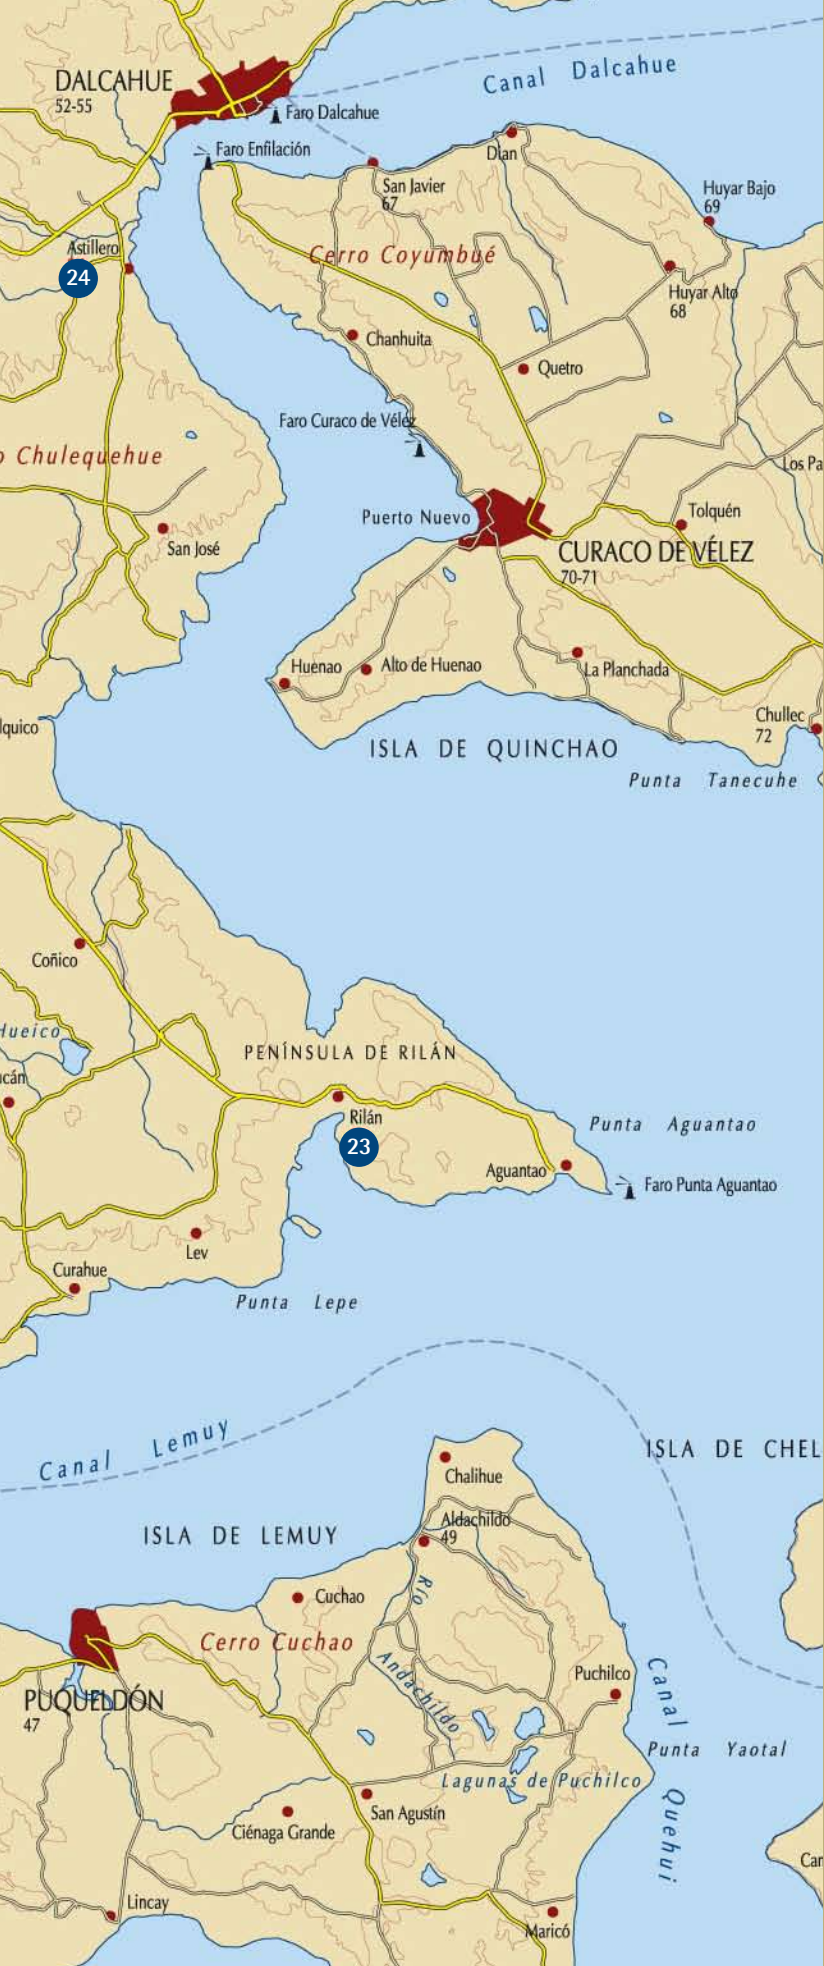 Canal Dalcahue
DALCAHUE
52-55
Faro Dalcahue
Faro Enfilación
Dian
San Javier
67
Huyar Bajo
69
Astillero
24
Cerro Coyumbué
Huyar Alto
68
Chanhuita
Quetro
Faro Curaco de Vélez
Chulequehue
Los Pa
Puerto Nuevo
Tolquén
San José
CURACO DE VÉLEZ
70-71
Huenao
Alto de Huenao
La Planchada
Chullec
72
lquico
ISLA DE QUINCHAO
Punta Tanecuhe
Coñico
Hueico
PENÍNSULA DE RILÁN
cán
Rilán
23
Punta Aguantao
Aguantao
Faro Punta Aguantao
Lev
Curahue
Punta Lepe
Canal Lemuy
ISLA DE CHEL
Chalihue
Aldachildo
49
ISLA DE LEMUY
Cuchao
Río Andachildo
Cerro Cuchao
Puchilco
PUQUELDÓN
47
Canal Quehui
Punta Yaotal
Lagunas de Puchilco
San Agustín
Ciénaga Grande
Car
Lincay
Maricó